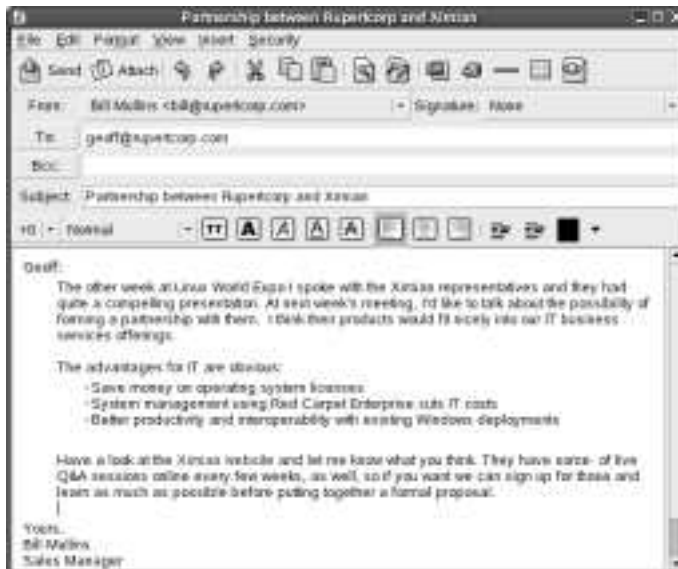 Partnership between Rupertcorp and Ximian
File Edit Format View Insert Security
Send Attach
From: Bill Mullins <bill@rupertcorp.com> Signature: None
To: geoff@rupertcorp.com
Bcc:
Subject: Partnership between Rupertcorp and Ximian
+0 Normal TT A A A A
Geoff:
The other week at Linux World Expo I spoke with the Ximian representatives and they had
quite a compelling presentation. At next week's meeting, I'd like to talk about the possibility of
forming a partnership with them. I think their products would fit nicely into our IT business
services offerings.
The advantages for IT are obvious:
-Save money on operating system licenses
-System management using Red Carpet Enterprise cuts IT costs
-Better productivity and interoperability with existing Windows deployments
Have a look at the Ximian website and let me know what you think. They have some- of live
Q&A sessions online every few weeks, as well, so if you want we can sign up for those and
learn as much as possible before putting together a formal proposal.
Yours,
Bill Mullins
Sales Manager